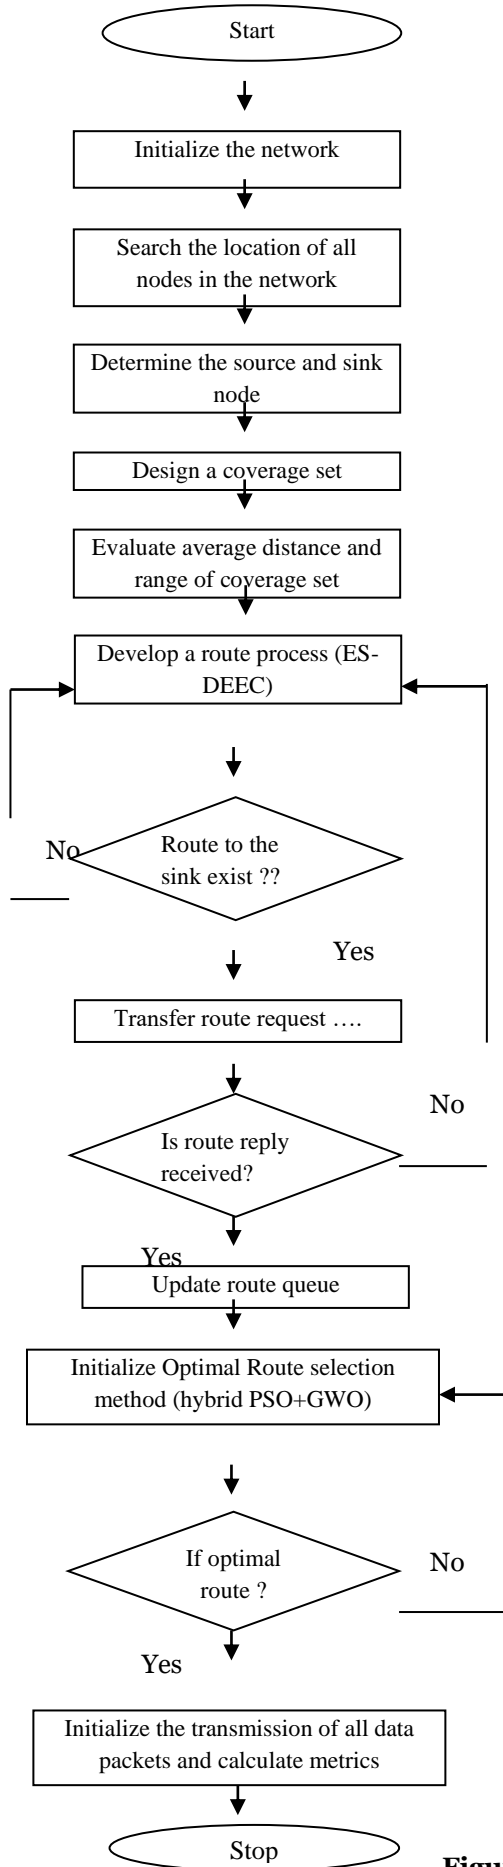 Start
Initialize the network
Search the location of all
nodes in the network
Determine the source and sink
node
Design a coverage set
Evaluate average distance and
range of coverage set
Develop a route process (ES-
DEEC)
Route to the
sink exist ??
No
Yes
Transfer route request ….
No
Is route reply
received?
Yes
Update route queue
Initialize Optimal Route selection
method (hybrid PSO+GWO)
If optimal
route ?
No
Yes
Initialize the transmission of all data
packets and calculate metrics
Stop